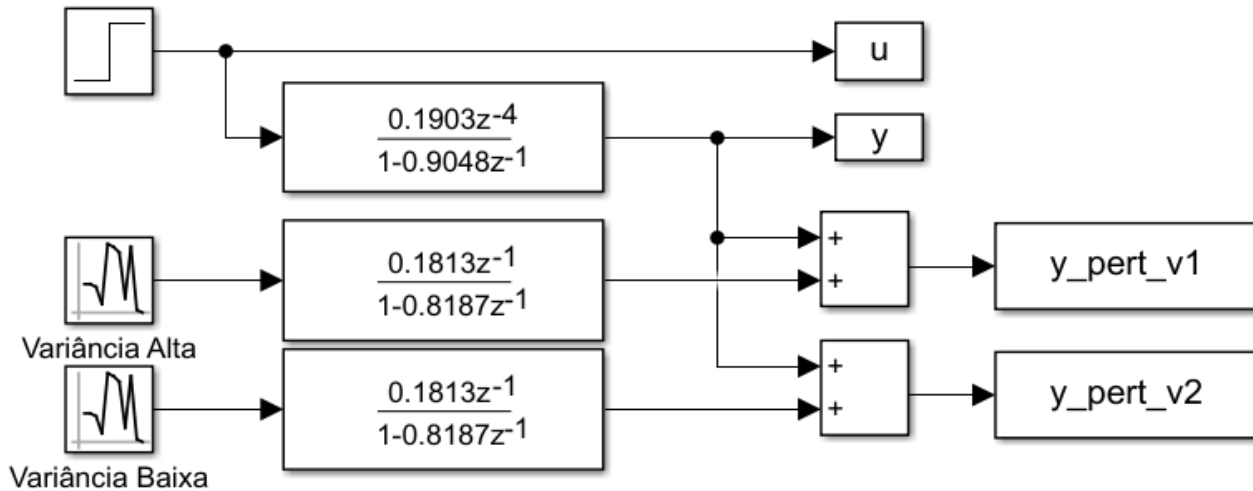 u
0.1903z-4
1-0.9048z-1
y
0.1813z-1
1-0.8187z-1
+
+
y_pert_v1
Variância Alta
0.1813z-1
1-0.8187z-1
+
+
y_pert_v2
Variância Baixa